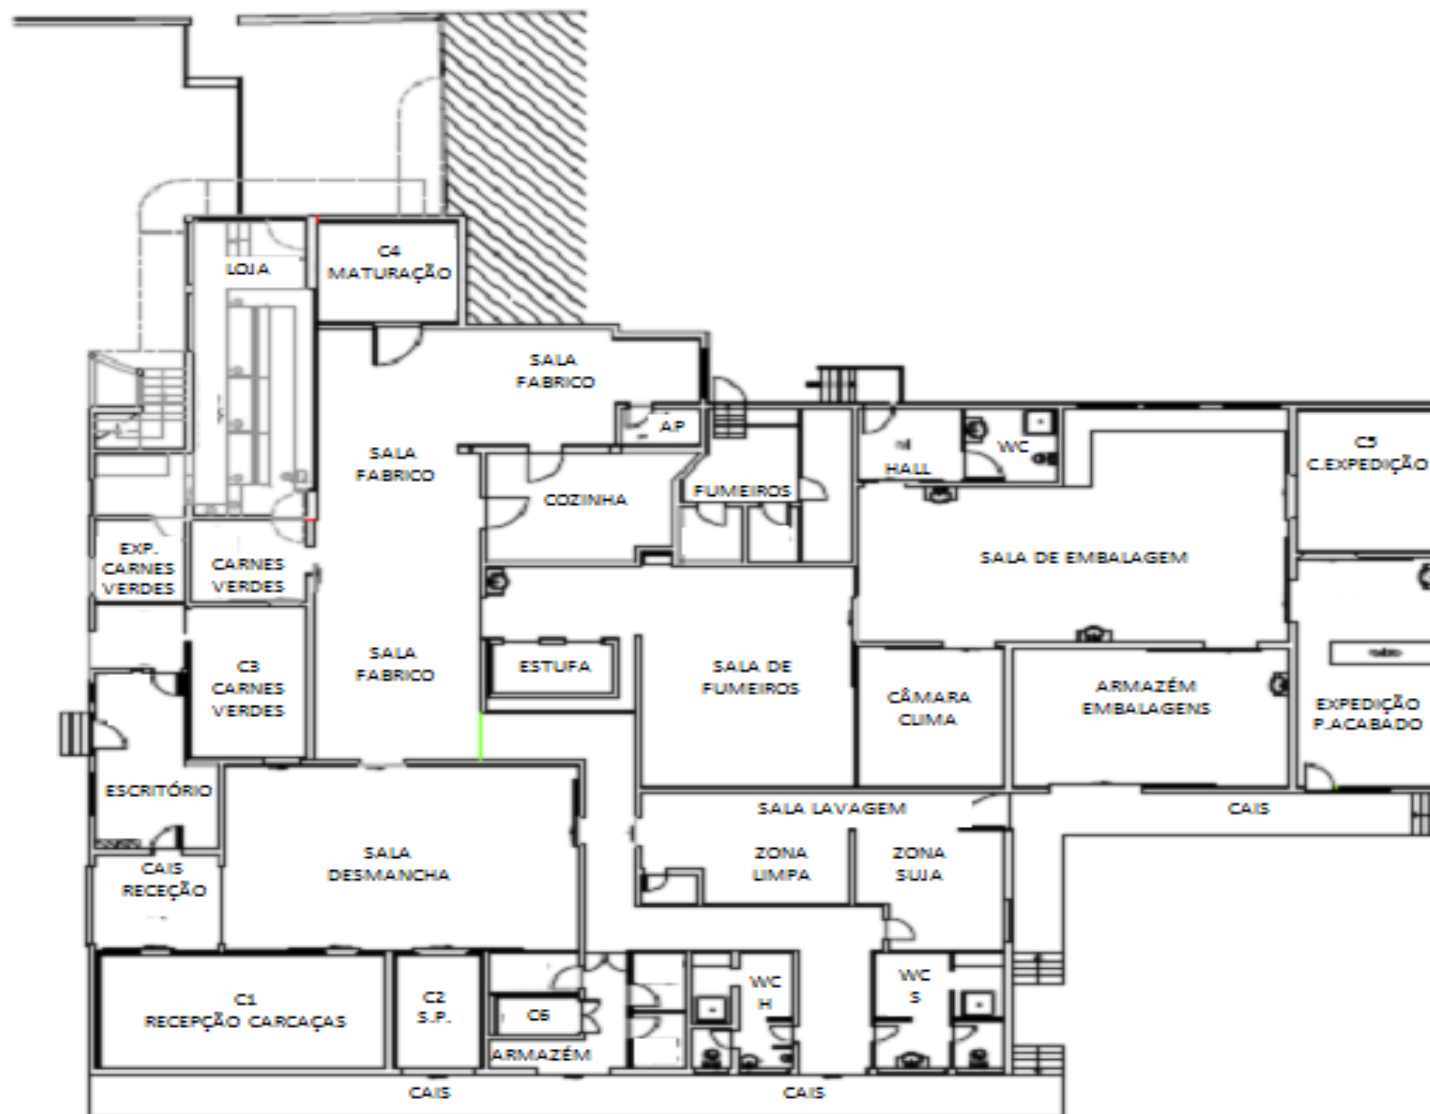 C4
MATURAÇÃO
LOJA
SALA
FABRICO
AP
SALA
FABRICO
COZINHA
FUMEIROS
HALL
WC
C5
C.EXPEDIÇÃO
EXP.
CARNES
VERDES
CARNES
VERDES
SALA DE EMBALAGEM
C3
CARNES
VERDES
SALA
FABRICO
ESTUFA
SALA DE
FUMEIROS
CÂMARA
CLIMA
ARMAZÉM
EMBALAGENS
EXPEDIÇÃO
P.ACABADO
ESCRITÓRIO
SALA LAVAGEM
CAIS
SALA
DESMANCHA
CAIS
RECEÇÃO
ZONA
LIMPA
ZONA
SUJA
C1
RECEPÇÃO CARCAÇAS
C2
S.P.
C6
ARMAZÉM
WC
H
WC
S
CAIS
CAIS